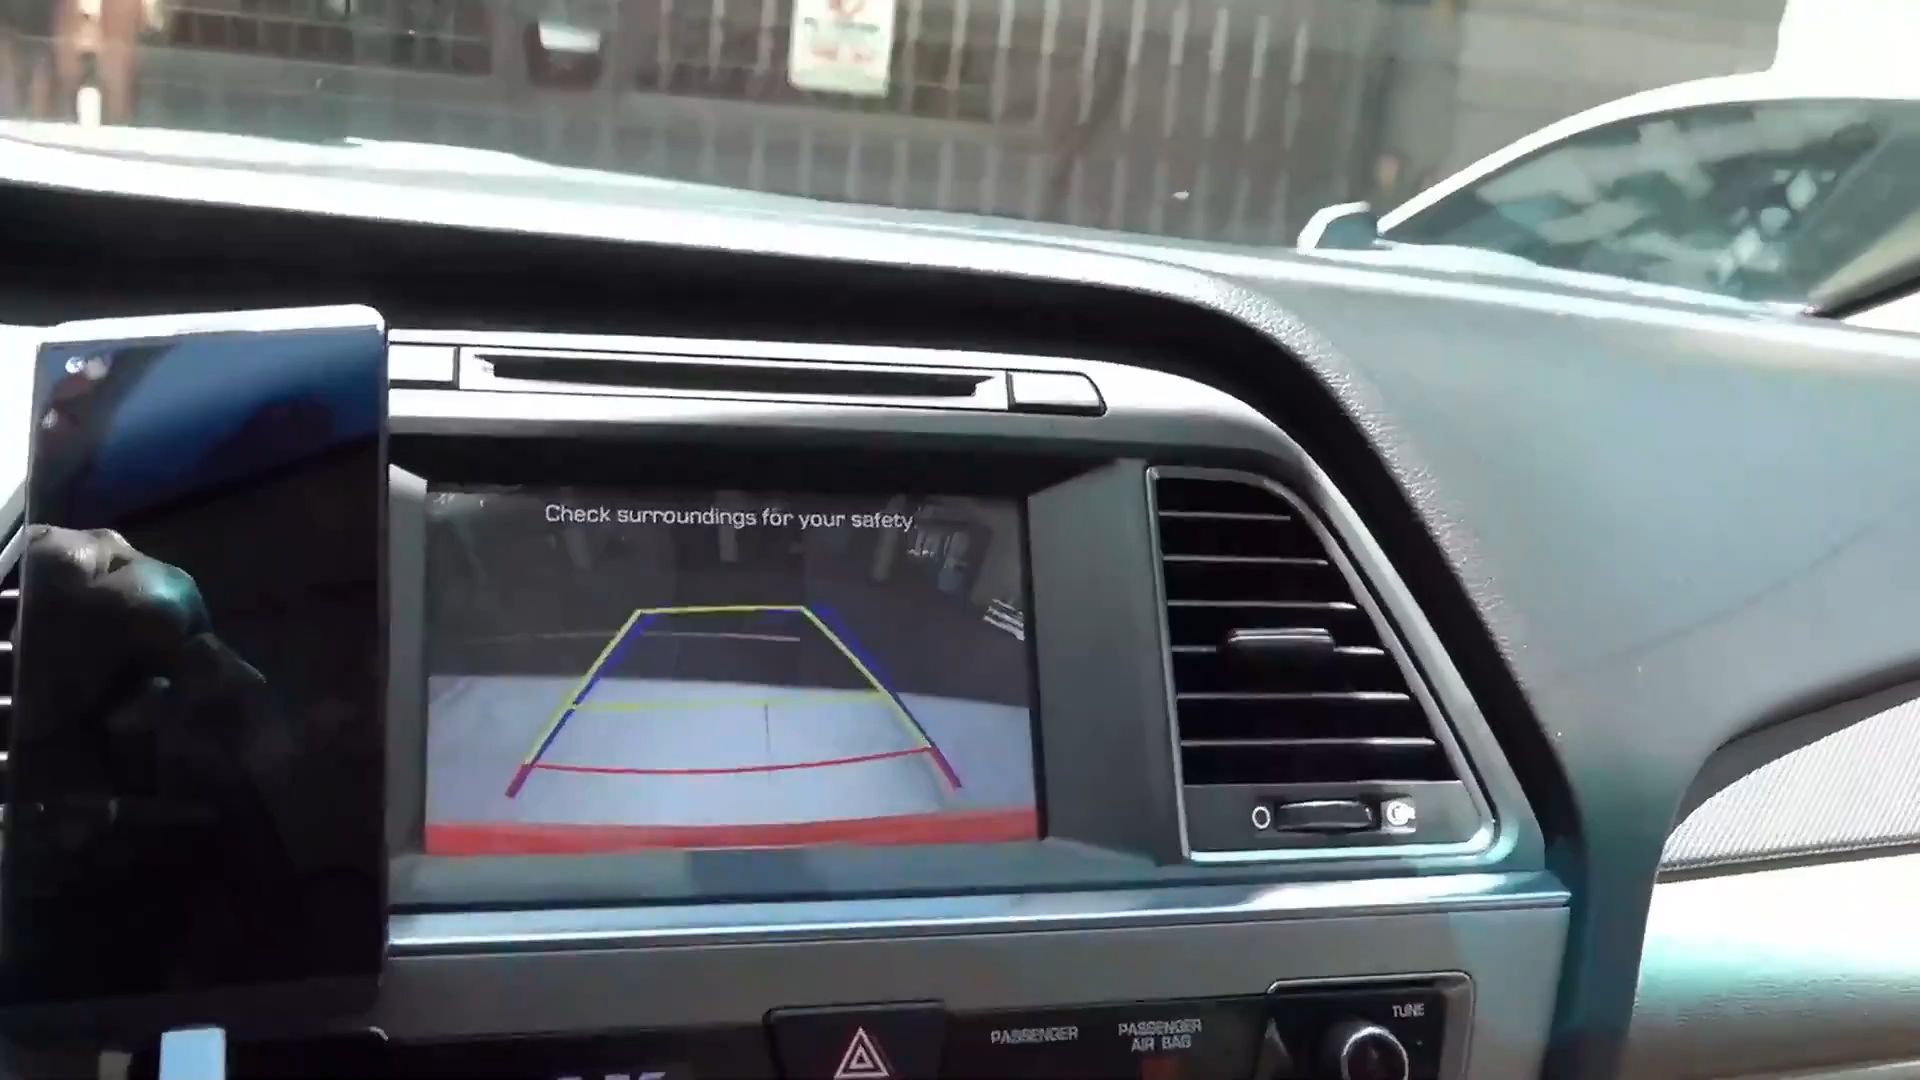 Check surroundings for your safety.
PASSENGER
PASSENGER
AIR BAG
TUNE